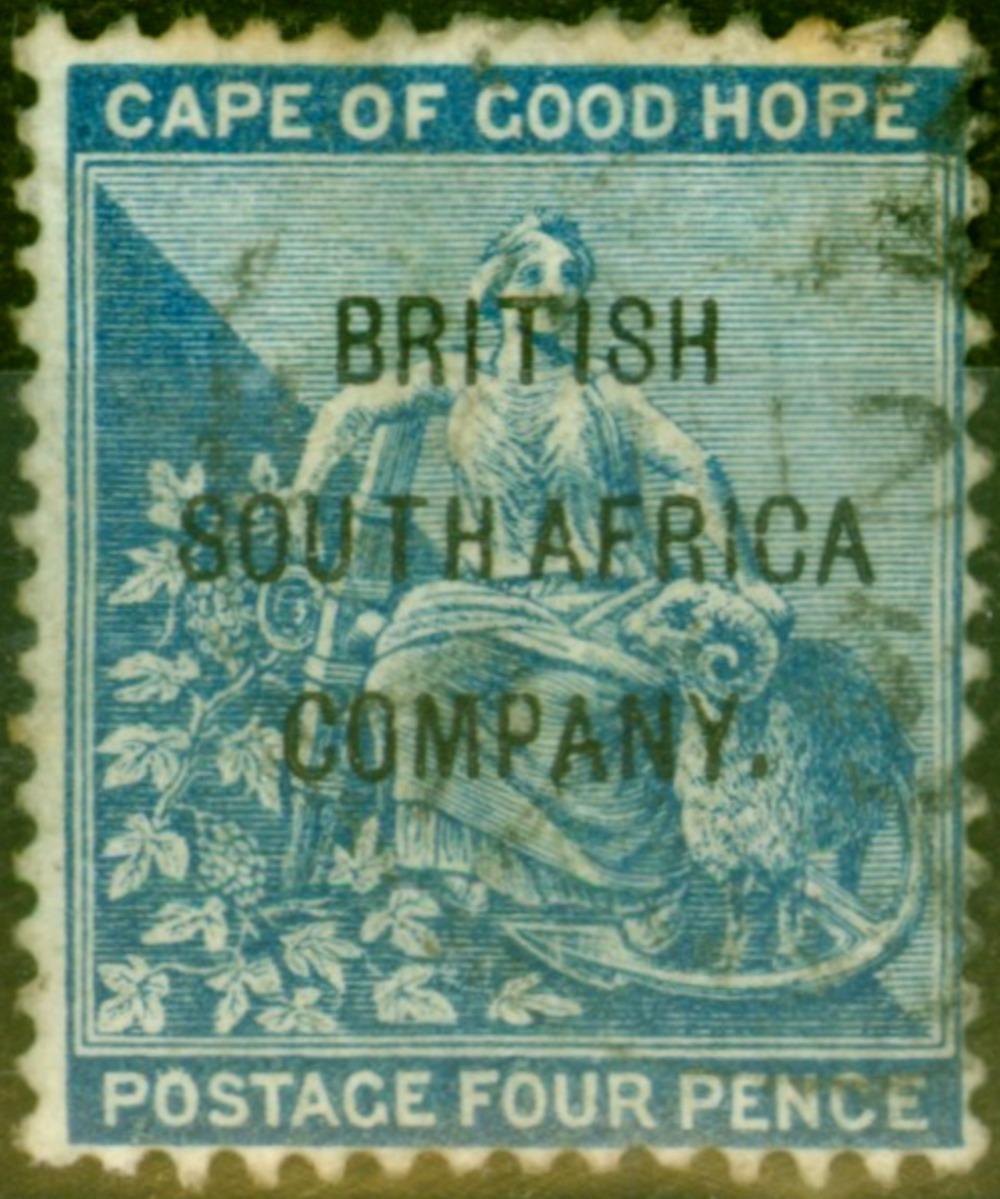 CAPE OF GOOD HOPE
BRITISH
SOUTH AFRICA
COMPANY.
POSTAGE FOUR PENCE